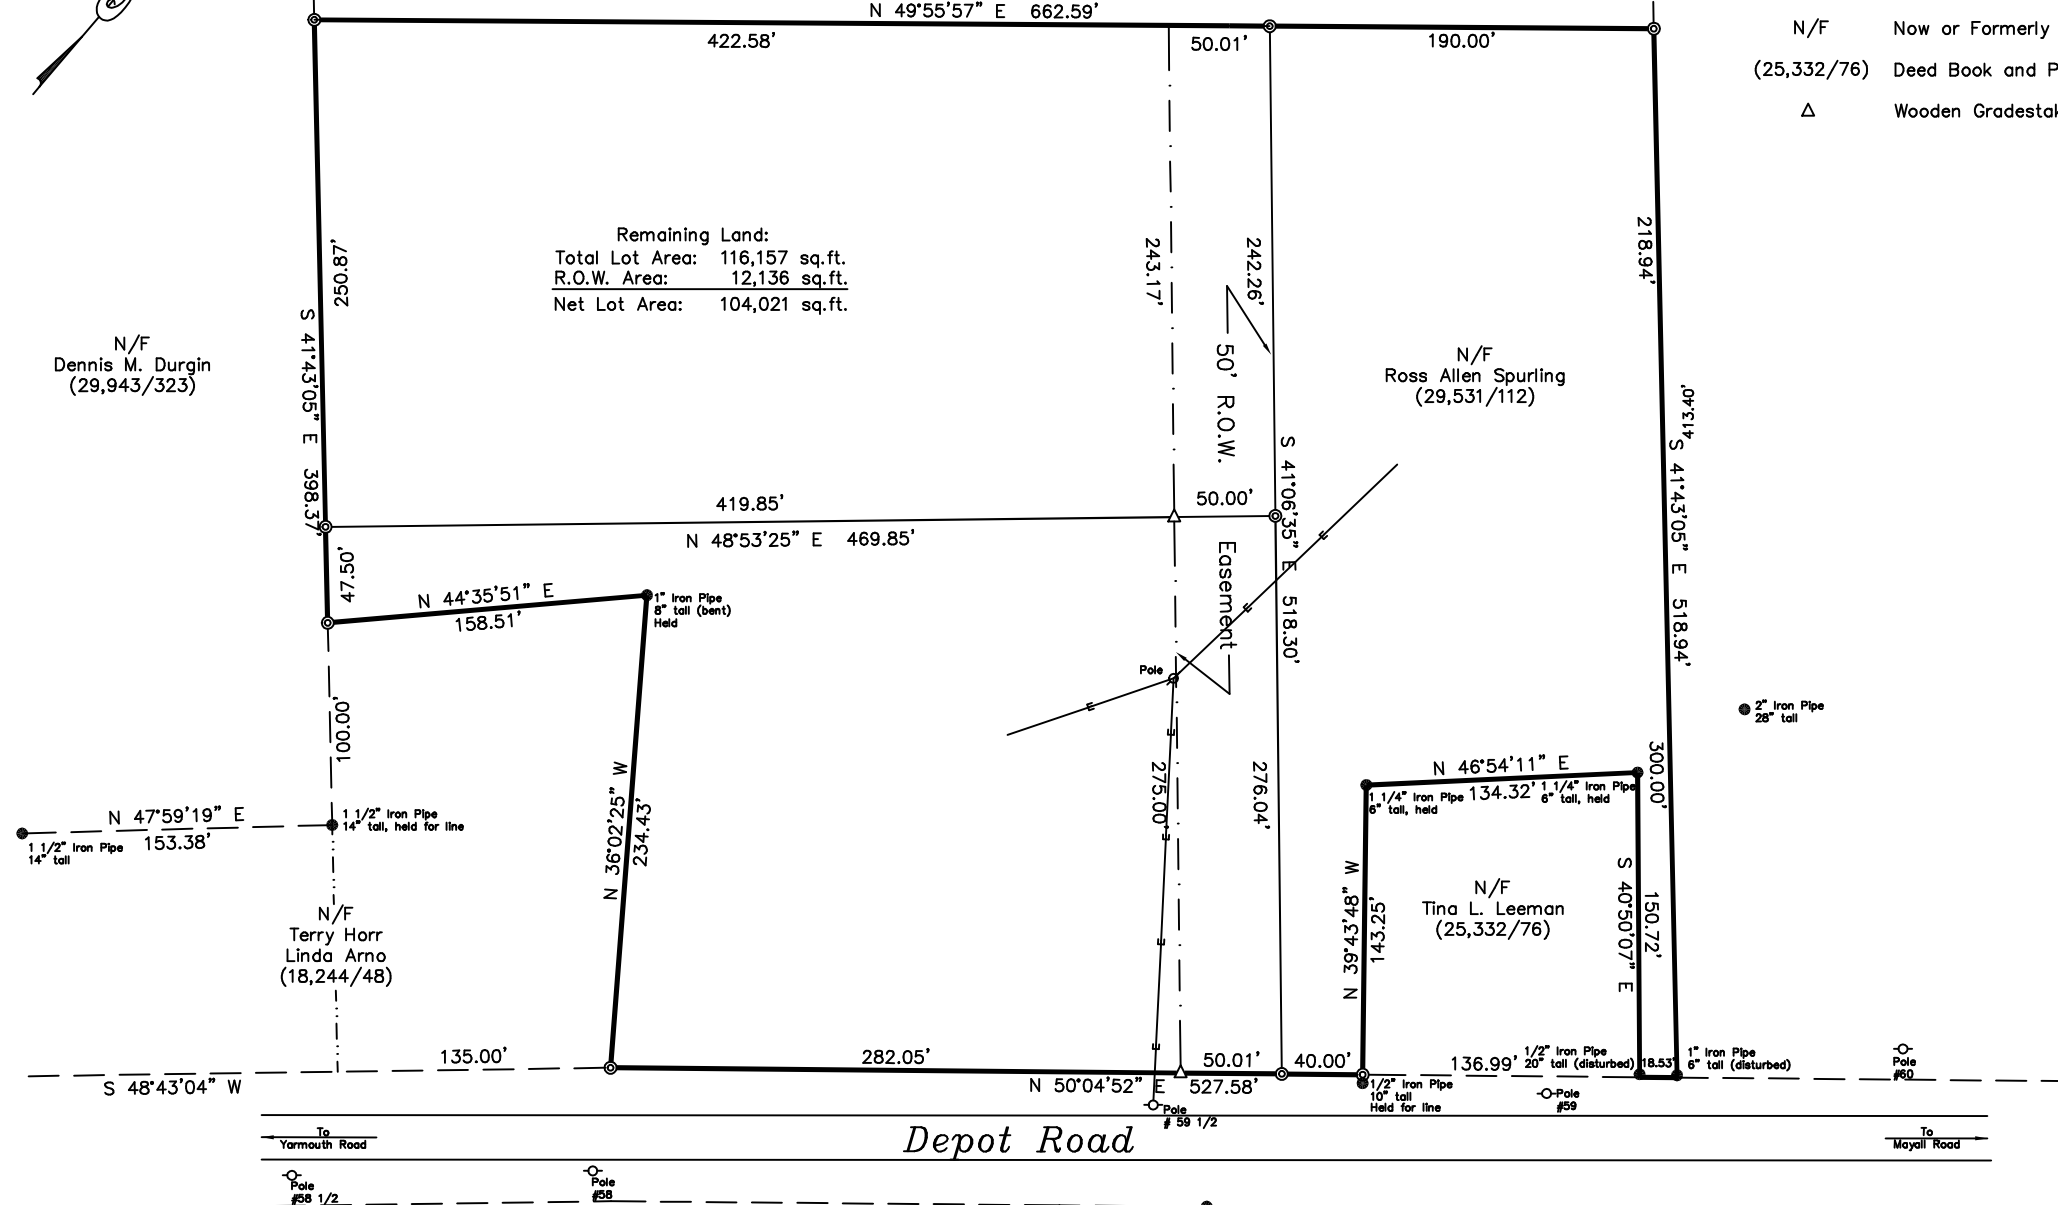 N 49°55'57" E 662.59'
422.58'
50.01'
190.00'
N/F Now or Formerly
(25,332/76) Deed Book and P
Wooden Gradestak
250.87'
S 41°43'05" E 398.37'
243.17'
242.26'
218.94'
Remaining Land:
Total Lot Area: 116,157 sq.ft.
R.O.W. Area: 12,136 sq.ft.
Net Lot Area: 104,021 sq.ft.
N/F
Dennis M. Durgin
(29,943/323)
50' R.O.W.
Easement
N/F
Ross Allen Spurling
(29,531/112)
413.40'
S 41°43'05" E 518.94'
S 41°06'35" E 518.30'
419.85'
50.00'
N 48°53'25" E 469.85'
E
E
47.50'
N 44°35'51" E
158.51'
1" Iron Pipe
8" tall (bent)
Held
Pole
E
E
E
E
E
100.00'
2" Iron Pipe
28" tall
N 36°02'25" W
234.43'
275.00'
276.04'
300.00'
N 46°54'11" E
134.32'
1 1/4" Iron Pipe
6" tall, held
1 1/4" Iron Pipe
6" tall, held
N 47°59'19" E
153.38'
1 1/2" Iron Pipe
14" tall, held for line
1 1/2" Iron Pipe
14" tall
N 39°43'48" W
143.25'
N/F
Tina L. Leeman
(25,332/76)
S 40°50'07" E
150.72'
N/F
Terry Horr
Linda Arno
(18,244/48)
135.00'
282.05'
50.01'
40.00'
136.99'
1/2" Iron Pipe
20" tall (disturbed)
18.53'
1" Iron Pipe
6" tall (disturbed)
Pole
#60
S 48°43'04" W
N 50°04'52" E 527.58'
1/2" Iron Pipe
10" tall
Held for line
Pole
#59
Pole
# 59 1/2
To
Yarmouth Road
Depot Road
To
Mayall Road
Pole
#58 1/2
Pole
#58